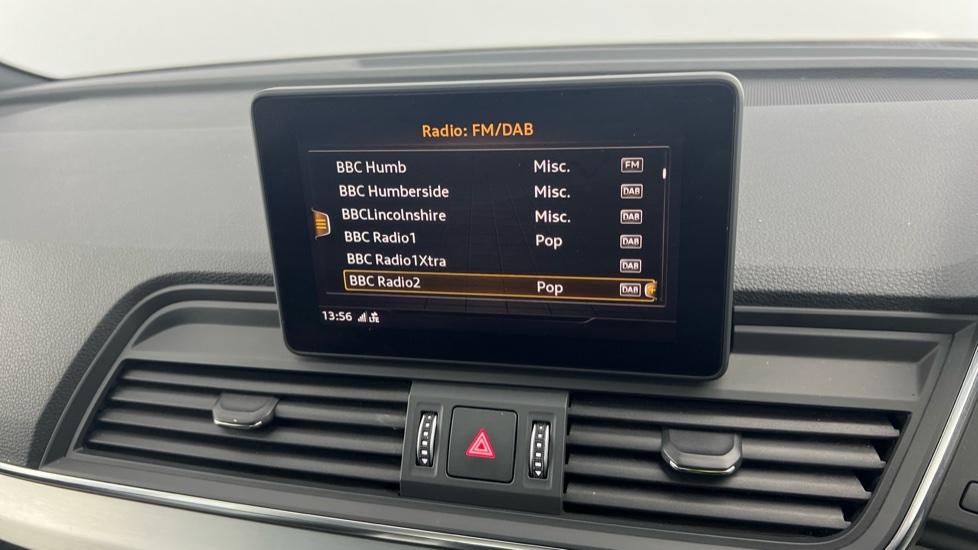 Radio: FM/DAB
BBC Humb Misc. FM
BBC Humberside Misc. DAB
BBCLincolnshire Misc. DAB
BBC Radio1 Pop DAB
BBC Radio1Xtra DAB
BBC Radio2 Pop DAB
13:56 LTE